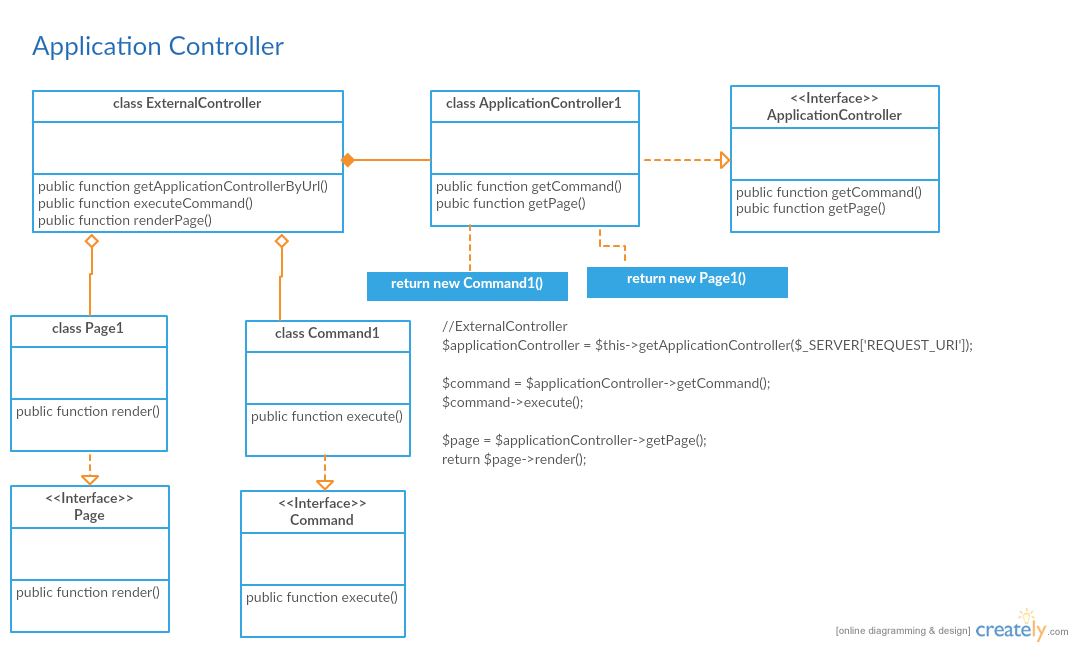 Application Controller
class ExternalController
public function getApplicationControllerByUrl()
public function executeCommand()
public function renderPage()
class ApplicationController1
public function getCommand()
pubic function getPage()
<<Interface>>
ApplicationController
public function getCommand()
pubic function getPage()
return new Command1()
return new Page1()
class Page1
public function render()
class Command1
public function execute()
//ExternalController
$applicationController = $this->getApplicationController($_SERVER['REQUEST_URI']);
$command = $applicationController->getCommand();
$command->execute();
$page = $applicationController->getPage();
return $page->render();
<<Interface>>
Page
public function render()
<<Interface>>
Command
public function execute()
[online diagramming & design] creately.com